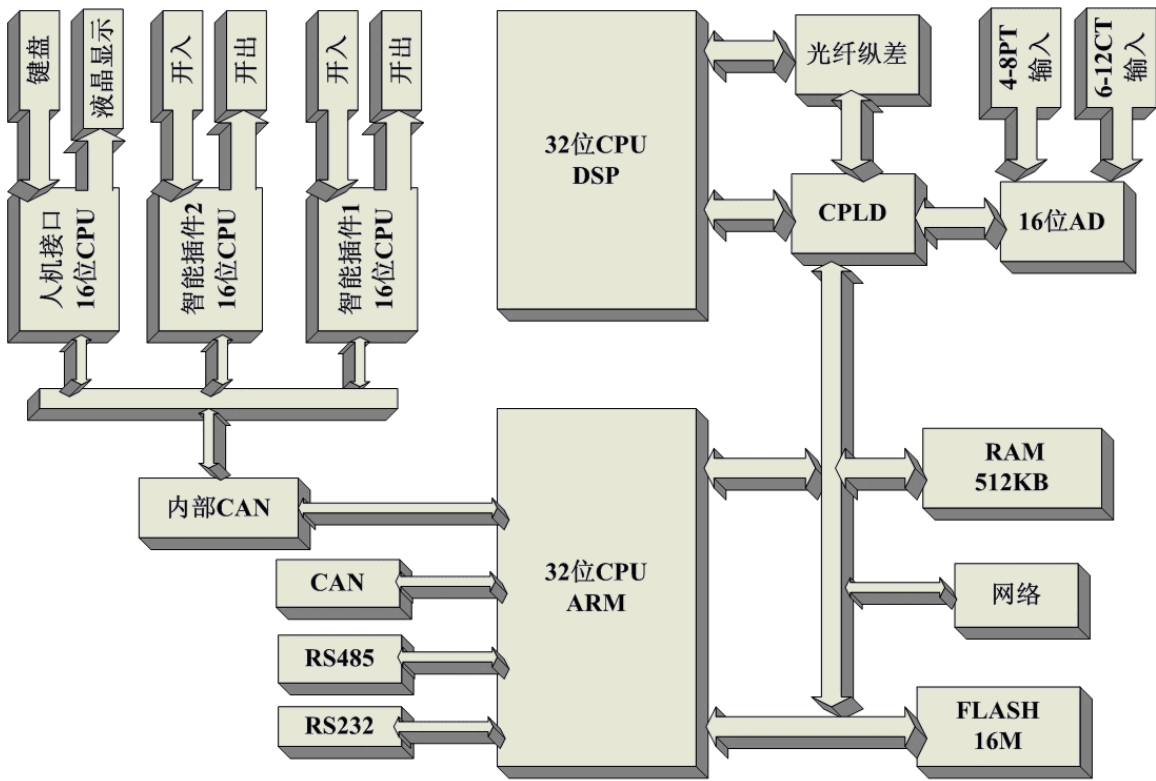 键盘
液晶显示
开入
开出
开入
开出
光纤纵差
4-8PT
输入
6-12CT
输入
32位CPU
DSP
人机接口
16位CPU
智能插件2
16位CPU
智能插件1
16位CPU
CPLD
16位AD
RAM
512KB
内部CAN
CAN
32位CPU
ARM
网络
RS485
RS232
FLASH
16M